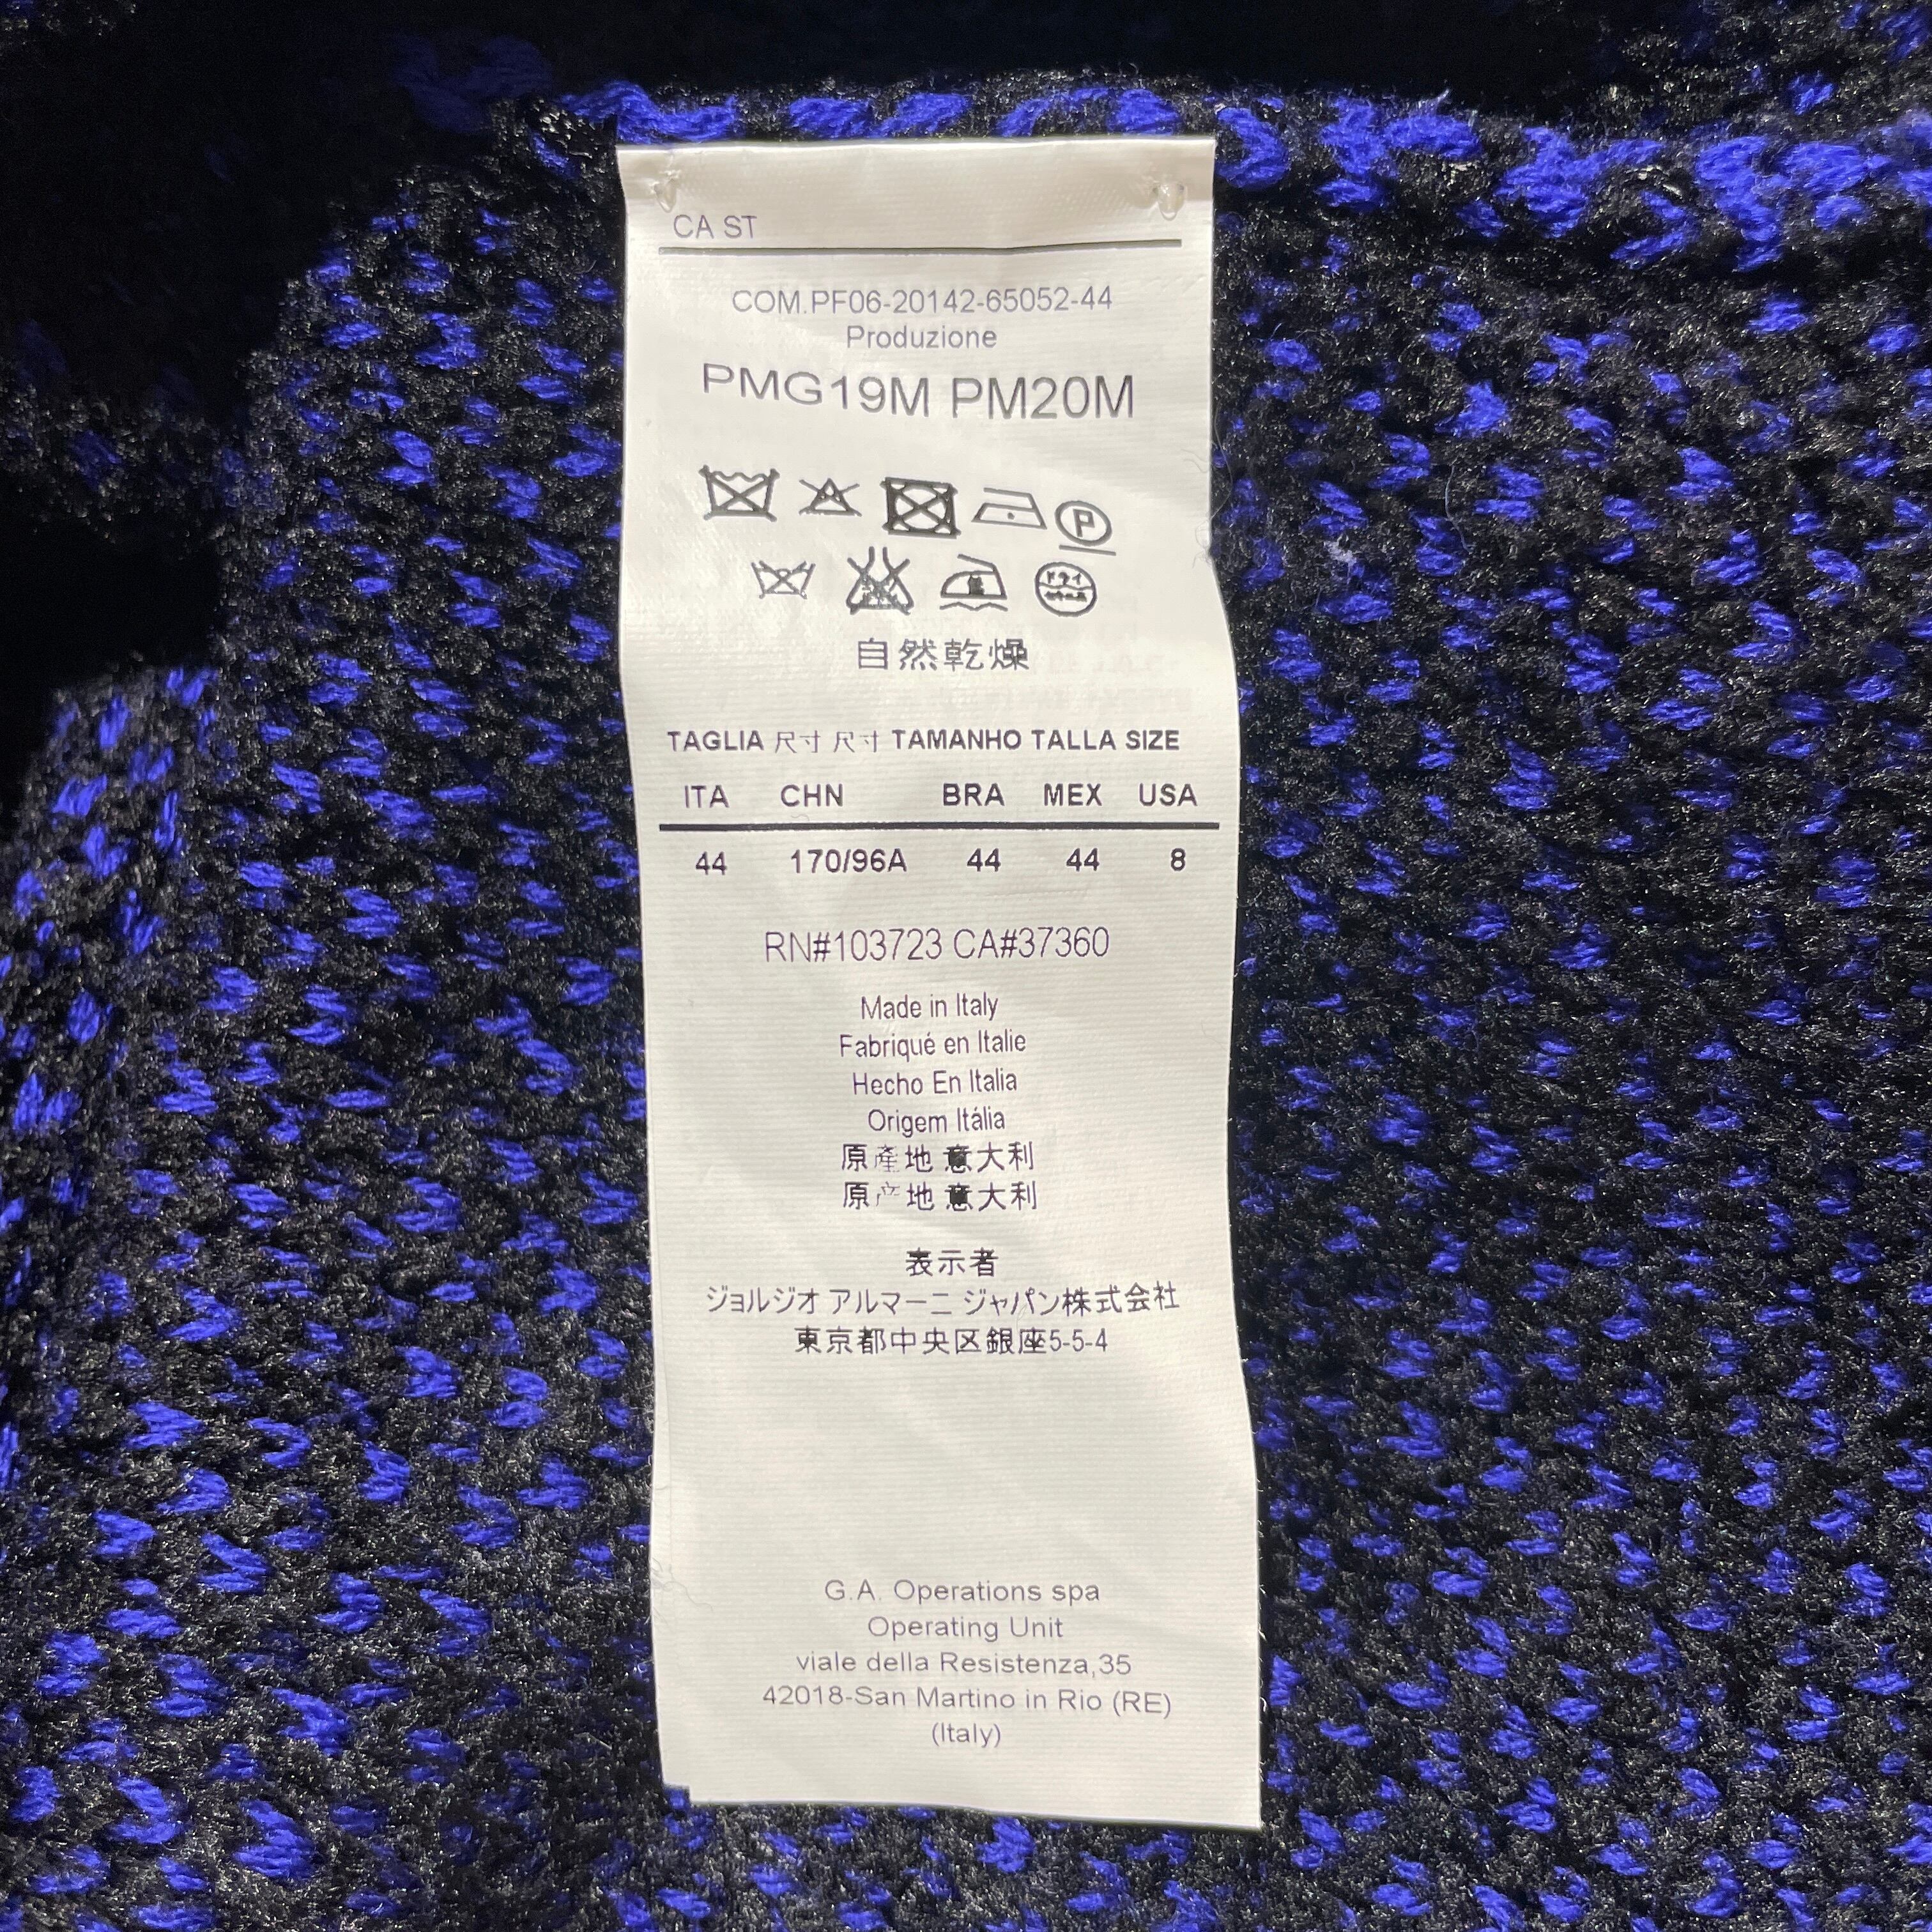 CA ST
COM.PF06-20142-65052-44
Produzione
PMG19M PM20M
P
ドライ
自然乾燥
TAGLIA 尺寸 尺寸 TAMANHO TALLA SIZE
ITA CHN BRA MEX USA
44 170/96A 44 44 8
RN#103723 CA#37360
Made in Italy
Fabriqué en Italie
Hecho En Italia
Origem Itália
原產地 意大利
原产地 意大利
表示者
ジョルジオ アルマーニ ジャパン株式会社
東京都中央区銀座5-5-4
G.A. Operations spa
Operating Unit
viale della Resistenza,35
42018-San Martino in Rio (RE)
(Italy)